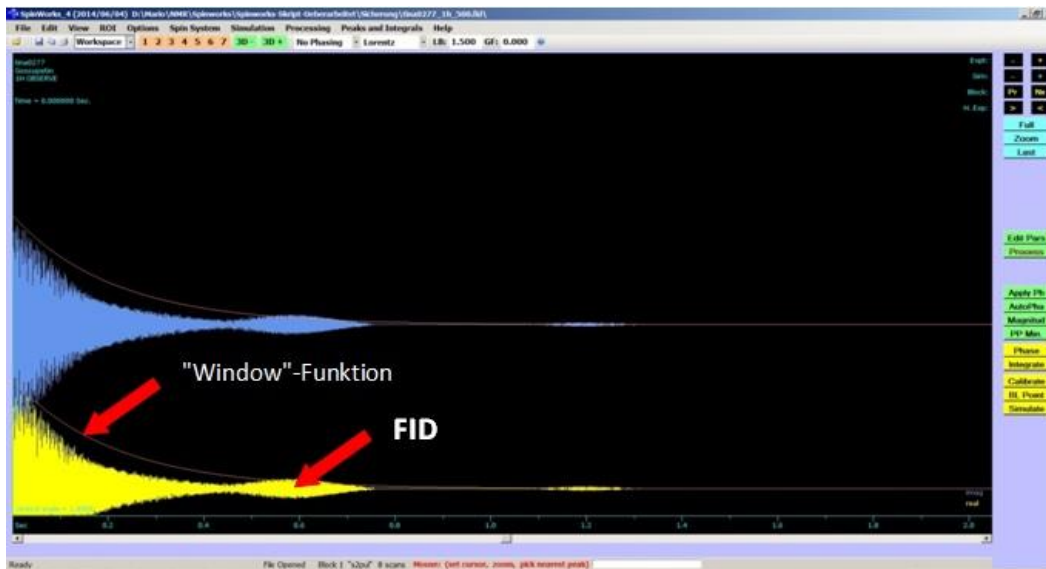 SpinWorks_4 (2014/06/04) D:\Mario\NMR\Spinworks\Spinworks-Skript-Ueberarbeitet\Sicherung\
File Edit View ROI Options Spin System Simulation Processing Peaks and Integrals Help
Workspace 1 2 3 4 5 6 7 3D - 3D + No Phasing Lorentz LB: 1.500 GF: 0.000
1H OBSERVE
Time = 0.000000 Sec.
Pr
> <
Full
Zoom
Last
Edit Pars
Process
Apply Ph
AutoPha
Magnitud
PP Min.
Phase
Integrate
Calibrate
BL Point
Simulate
"Window"-Funktion
FID
imag
real
Sec 0.2 0.4 0.6 0.8 1.0 1.2 1.4 1.6 1.8 2.0
Ready File Opened Block 1 "s2pul" 8 scans Mouse: (set cursor, zoom, pick nearest peak)